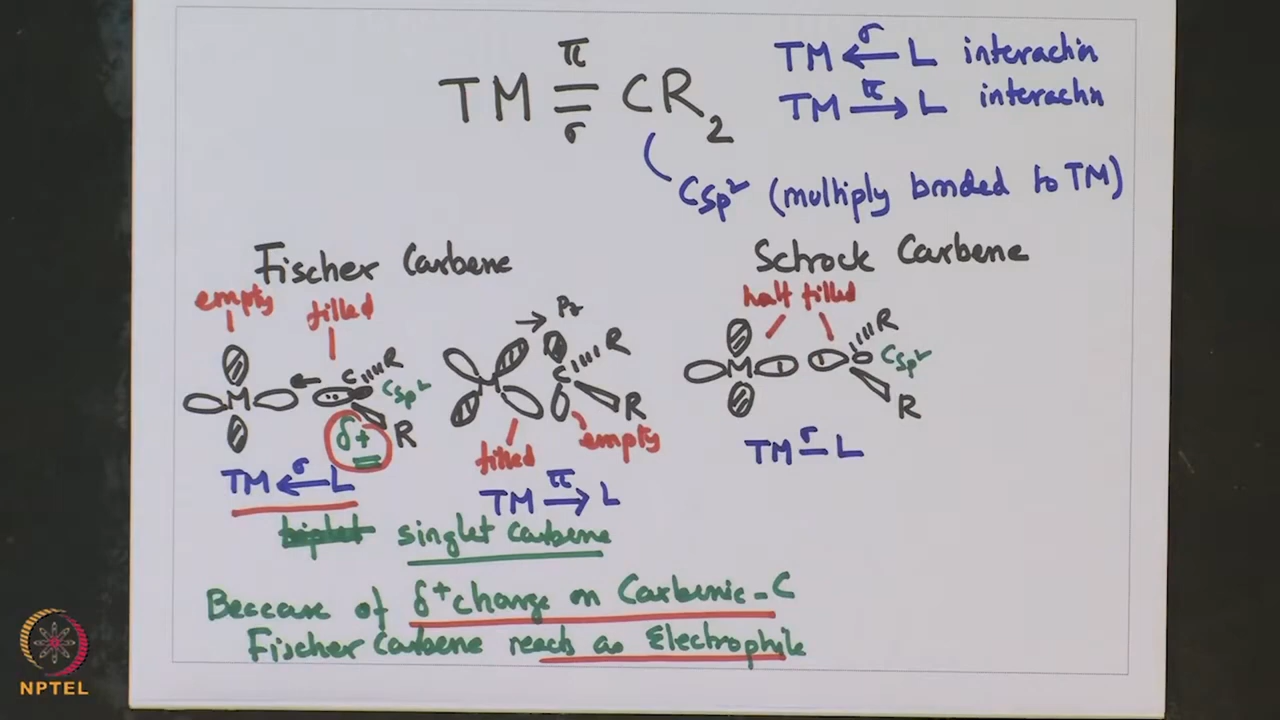 TM π = σ CR2
TM ←σ L interachn
TM →π L interachn
Csp² (multiply bonded to TM)
Fischer Carbene
Schrock Carbene
empty
filled
M
C
R
Csp²
R
δ+
TM ←σ L
Pz
C
R
R
filled
empty
TM →π L
half filled
M
R
Csp²
R
TM σ— L
triplet singlet carbene
Because of δ+ charge on Carbenic-C
Fischer carbene reacts as Electrophile
NPTEL